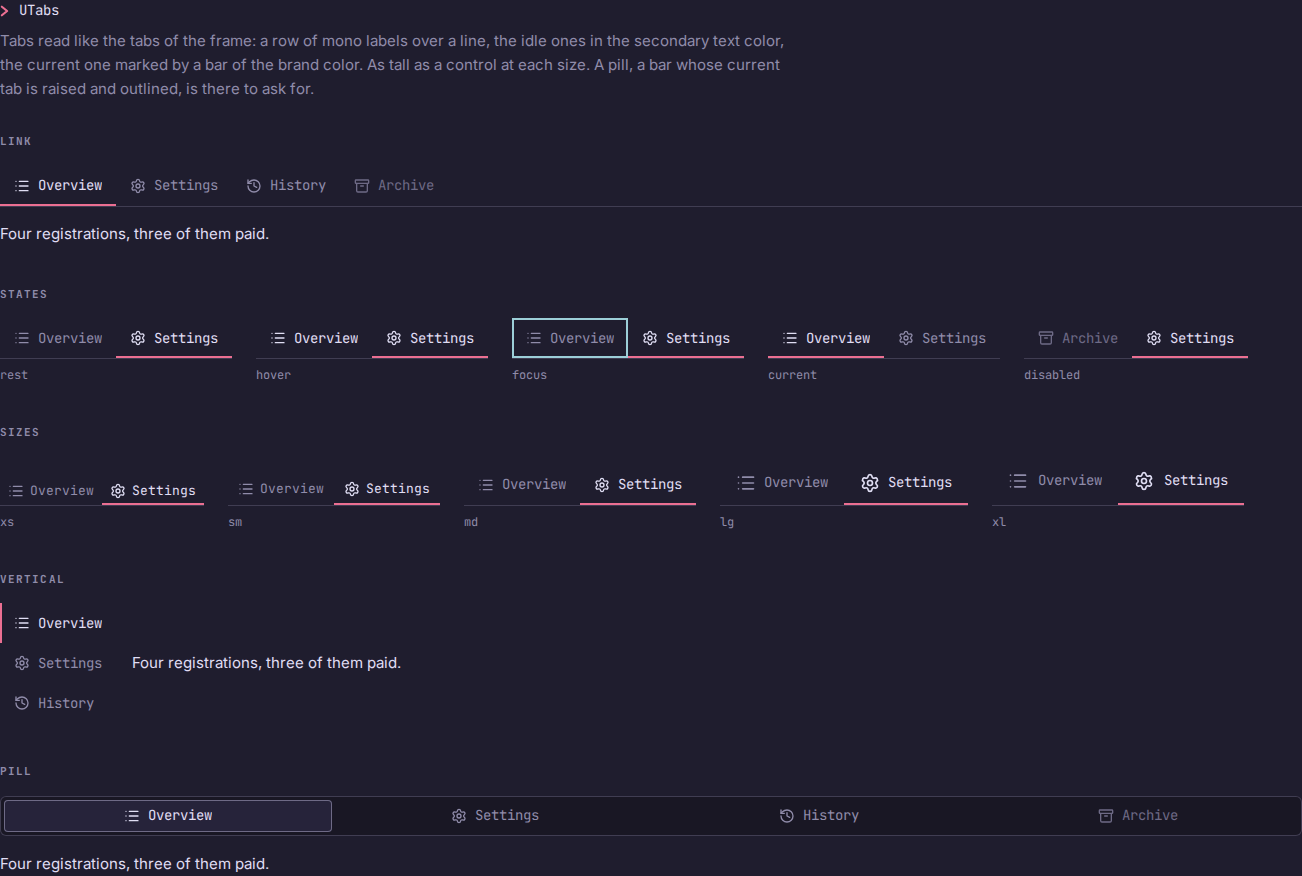 UTabs
Tabs read like the tabs of the frame: a row of mono labels over a line, the idle ones in the secondary text color,
the current one marked by a bar of the brand color. As tall as a control at each size. A pill, a bar whose current
tab is raised and outlined, is there to ask for.
LINK
Overview Settings History Archive
Four registrations, three of them paid.
STATES
Overview Settings Overview Settings Overview Settings Overview Settings Archive Settings
rest hover focus current disabled
SIZES
Overview Settings Overview Settings Overview Settings Overview Settings Overview Settings
xs sm md lg xl
VERTICAL
Overview
Settings Four registrations, three of them paid.
History
PILL
Overview Settings History Archive
Four registrations, three of them paid.